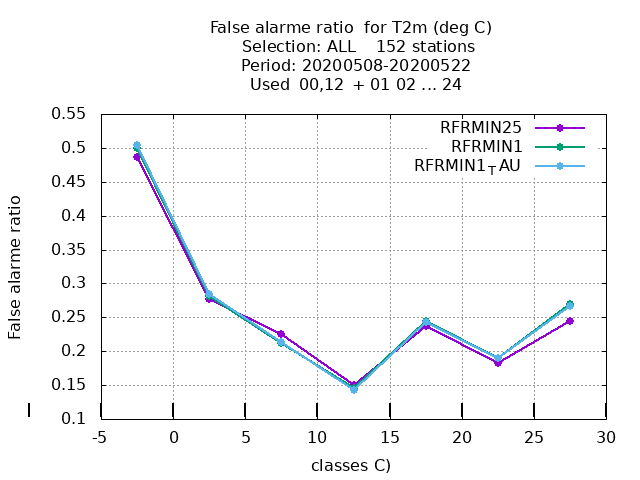 False alarme ratio  for T2m (deg C)
Selection: ALL    152 stations
Period: 20200508-20200522
Used  00,12  + 01 02 ... 24
RFRMIN25
RFRMIN1
RFRMIN1TAU
False alarme ratio
0.55
0.5
0.45
0.4
0.35
0.3
0.25
0.2
0.15
0.1
-5
0
5
10
15
20
25
30
classes C)